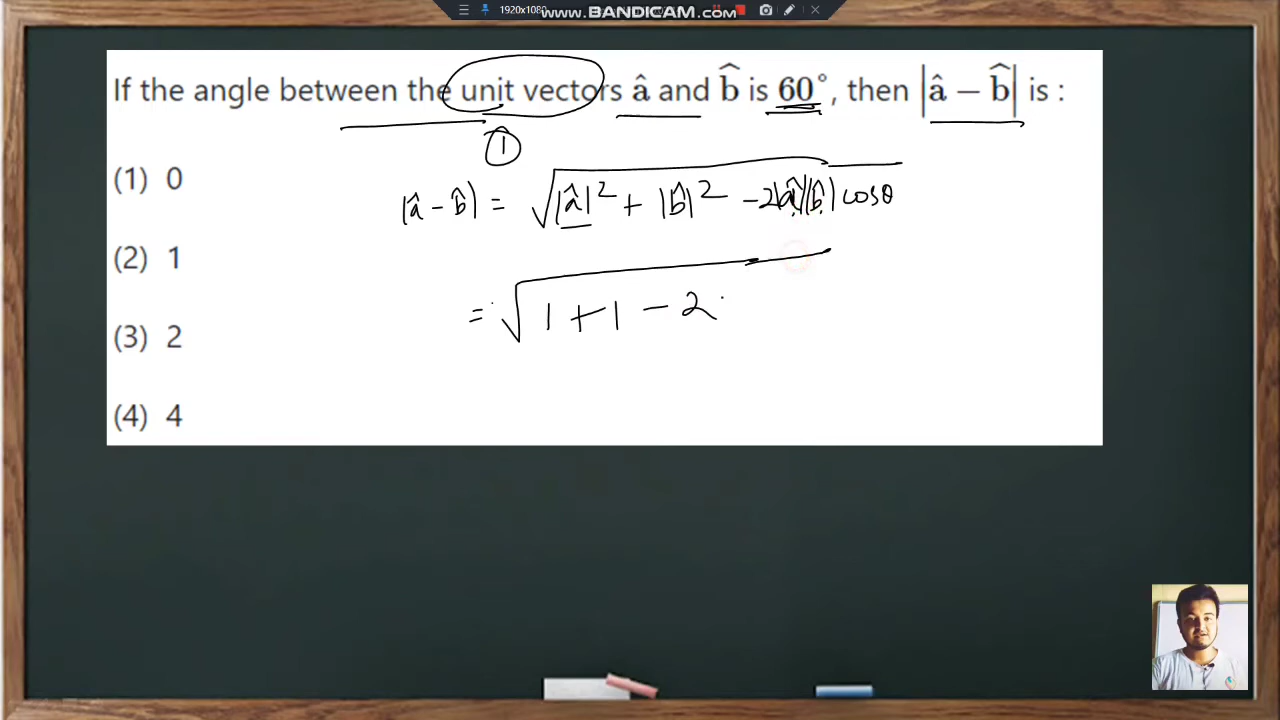 1920x1080
www.BANDICAM.com
If the angle between the unit vectors â and b̂ is 60°, then |â − b̂| is :
1
(1) 0
|â − b̂| = √|â|² + |b̂|² − 2|â||b̂| cosθ
(2) 1
= √1 + 1 − 2
(3) 2
(4) 4